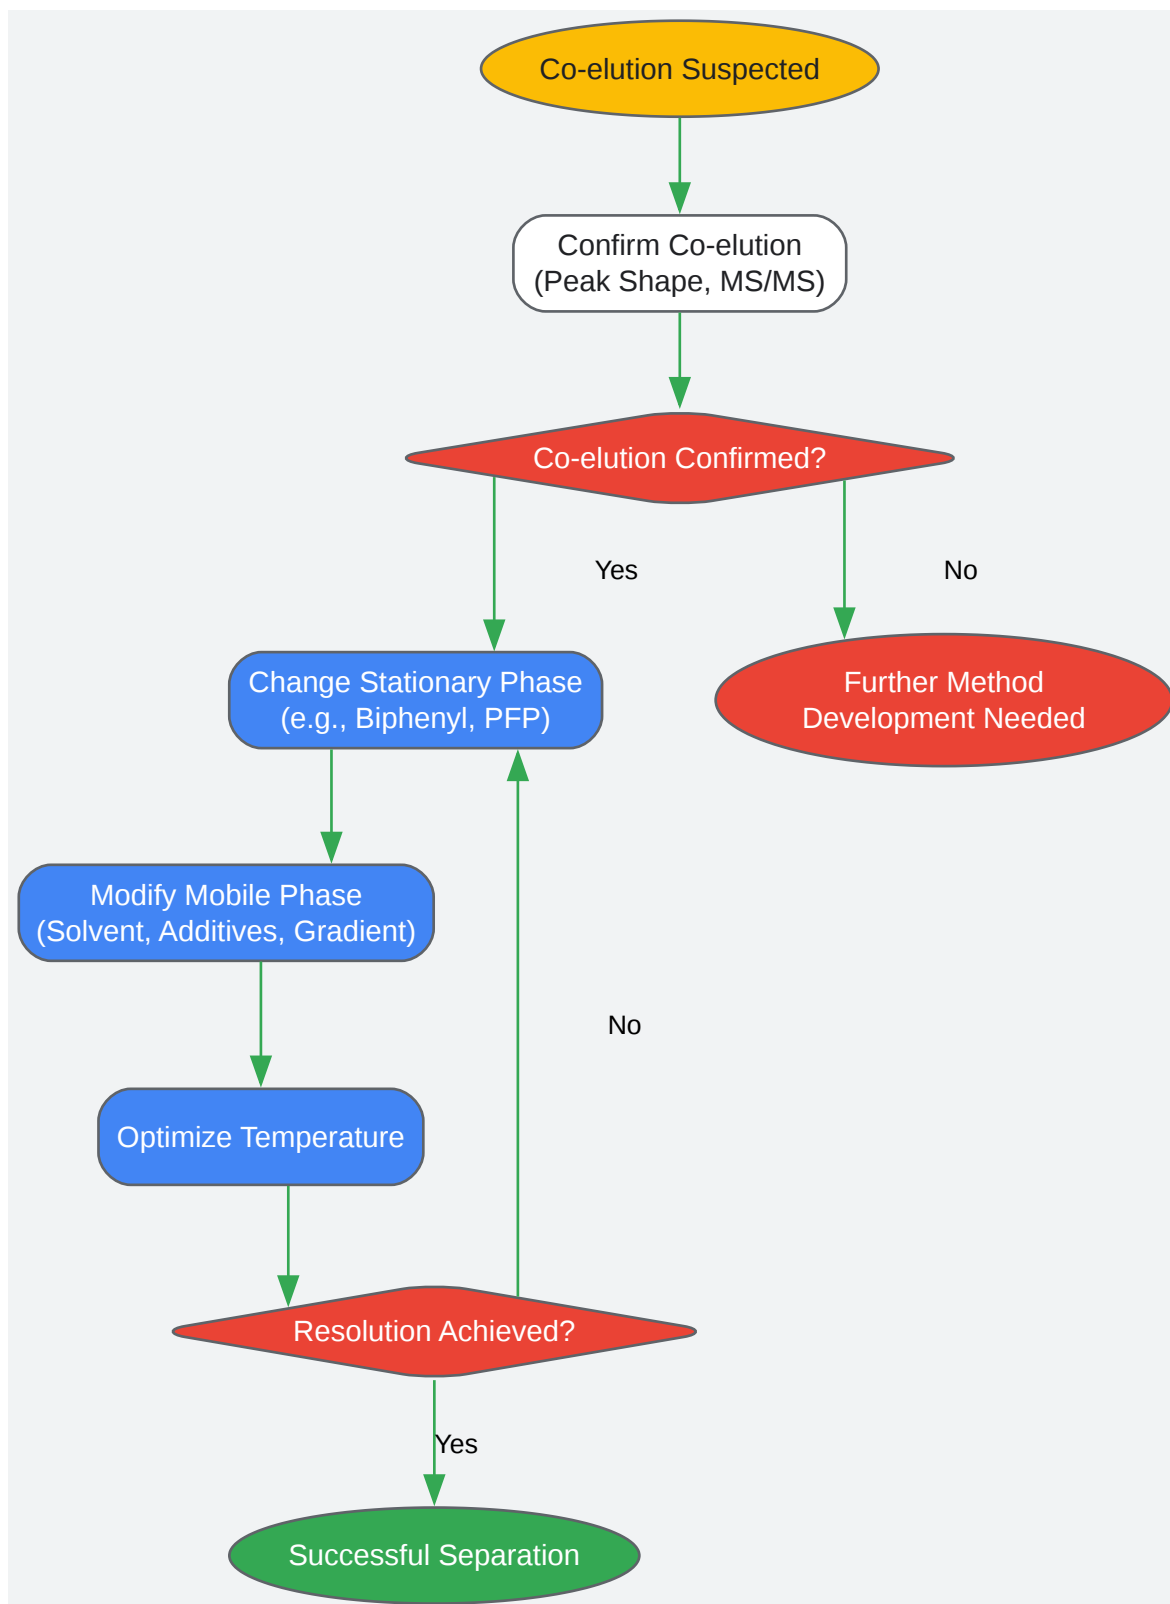 Co-elution Suspected
Confirm Co-elution
(Peak Shape, MS/MS)
Co-elution Confirmed?
Yes
No
Change Stationary Phase
(e.g., Biphenyl, PFP)
Further Method
Development Needed
Modify Mobile Phase
(Solvent, Additives, Gradient)
No
Optimize Temperature
Resolution Achieved?
Yes
Successful Separation